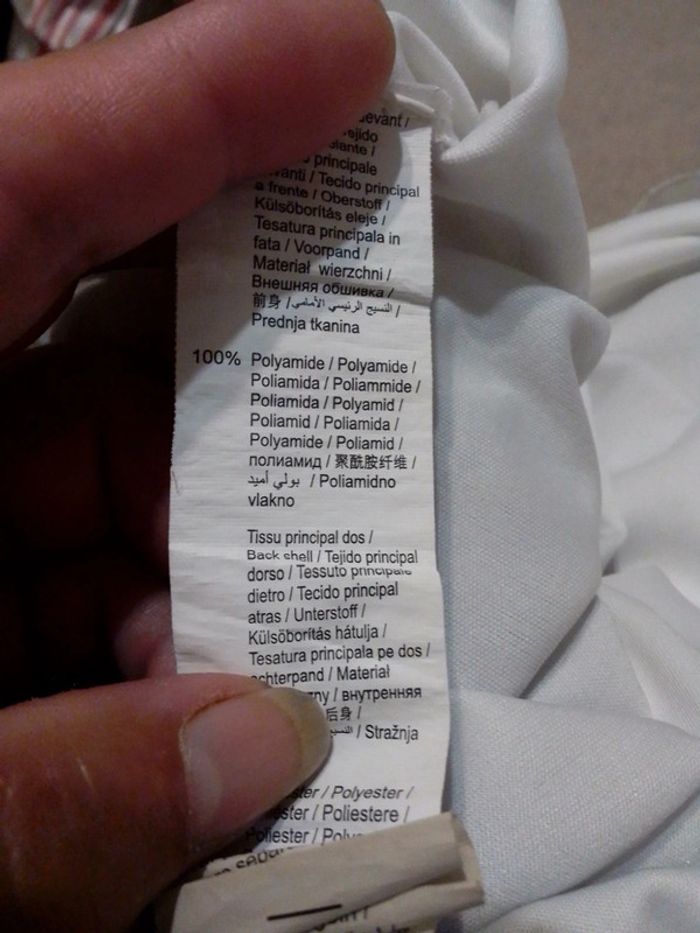 principale
/ Tecido principal
a frente / Oberstoff /
Külsöborítás eleje /
Tesatura principala in
fata / Voorpand /
Materiał wierzchni /
Внешняя обшивка /
前身 / النسيج الرئيسي الأمامي /
Prednja tkanina
100% Polyamide / Polyamide /
Poliamida / Poliammide /
Poliamida / Polyamid /
Poliamid / Poliamida /
Polyamide / Poliamid /
полиамид / 聚酰胺纤维 /
بولي أميد / Poliamidno
vlakno
Tissu principal dos /
Back shell / Tejido principal
dorso / Tessuto principale
dietro / Tecido principal
atras / Unterstoff /
Külsöborítás hátulja /
Tesatura principala pe dos /
/ Materiał
/ внутренняя
后身 /
/ Stražnja
/ Polyester /
/ Poliestere /
Poliester /